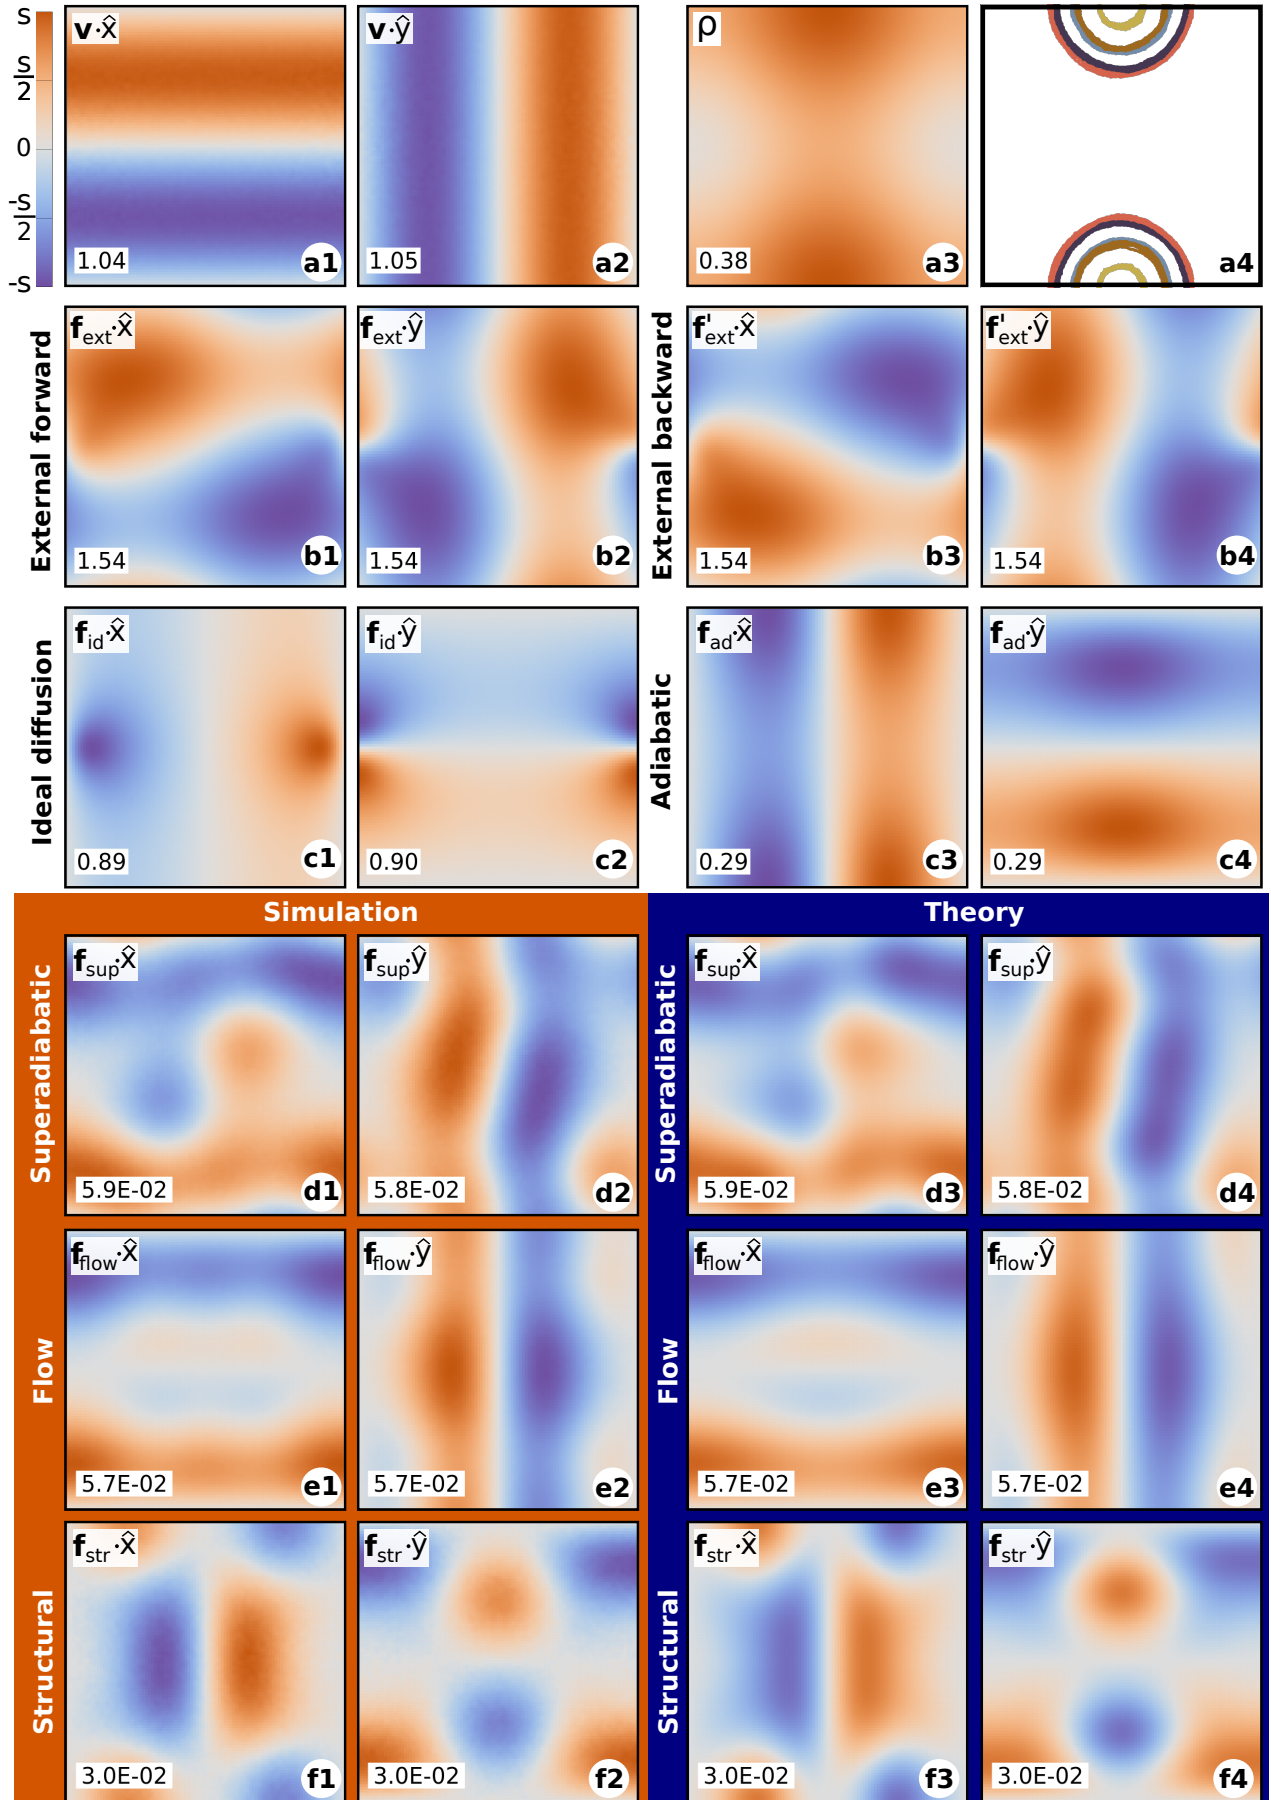 S
S
2
0
-S
2
-S
v·x̂
1.04
a1
v·ŷ
1.05
a2
ρ
0.38
a3
a4
External forward
f_ext·x̂
1.54
b1
f_ext·ŷ
1.54
b2
External backward
f'_ext·x̂
1.54
b3
f'_ext·ŷ
1.54
b4
Ideal diffusion
f_id·x̂
0.89
c1
f_id·ŷ
0.90
c2
Adiabatic
f_ad·x̂
0.29
c3
f_ad·ŷ
0.29
c4
Simulation
Theory
Superadiabatic
f_sup·x̂
5.9E-02
d1
f_sup·ŷ
5.8E-02
d2
Superadiabatic
f_sup·x̂
5.9E-02
d3
f_sup·ŷ
5.8E-02
d4
Flow
f_flow·x̂
5.7E-02
e1
f_flow·ŷ
5.7E-02
e2
Flow
f_flow·x̂
5.7E-02
e3
f_flow·ŷ
5.7E-02
e4
Structural
f_str·x̂
3.0E-02
f1
f_str·ŷ
3.0E-02
f2
Structural
f_str·x̂
3.0E-02
f3
f_str·ŷ
3.0E-02
f4